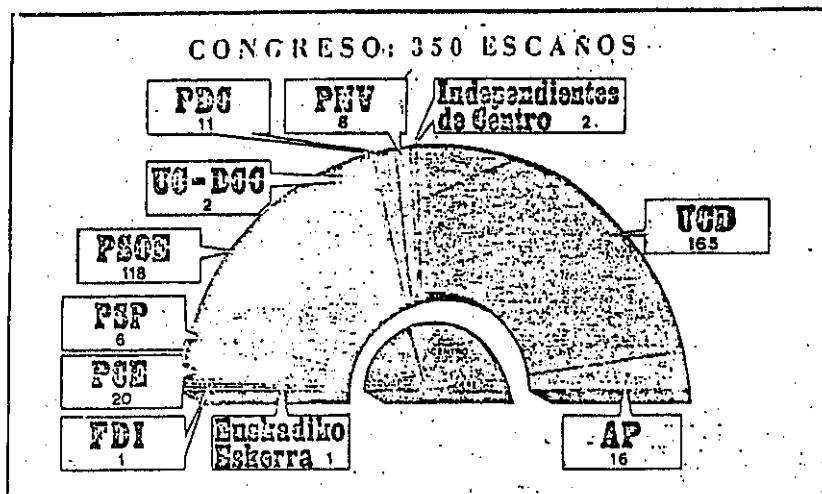 CONGRESO: 350 ESCAÑOS
PDC
11
PNV
8
Independientes
de Centro 2
UC-DCC
2
PSOE
118
UCD
165
PSP
6
PCE
20
FDI
1
Euskadiko
Eskerra 1
AP
16